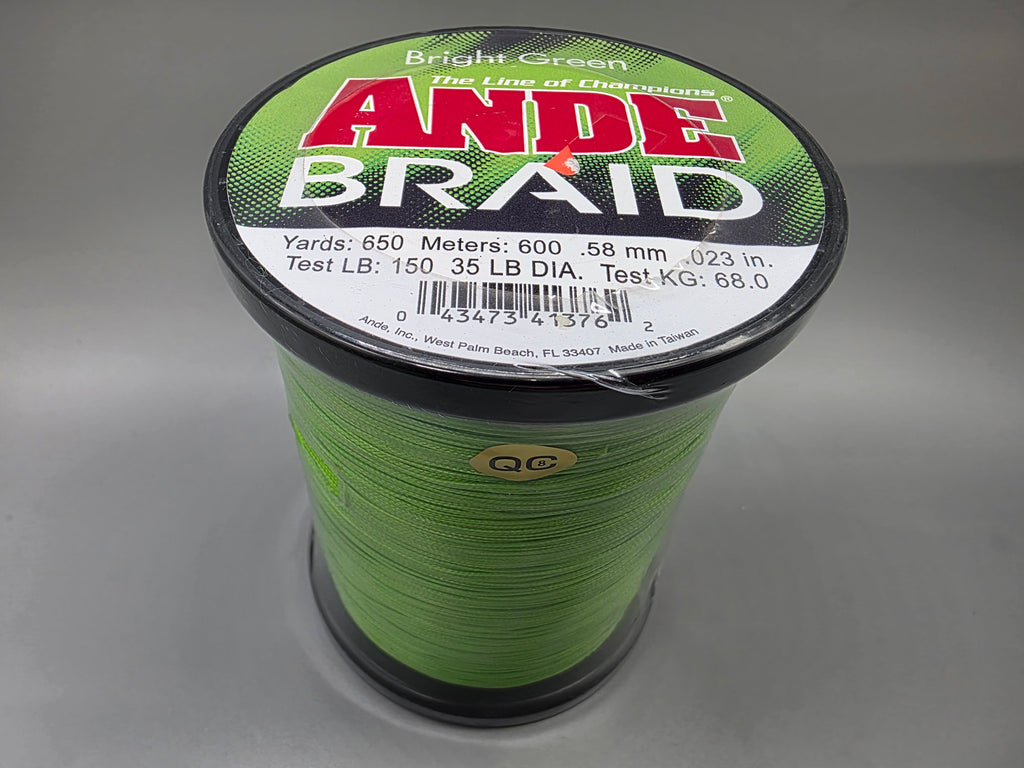 Bright Green
The Line of Champions
ANDE®
BRAID
Yards: 650 Meters: 600 .58 mm .023 in.
Test LB: 150 35 LB DIA. Test KG: 68.0
0 43473 41376 2
Ande, Inc., West Palm Beach, FL 33407 Made in Taiwan
QC 8